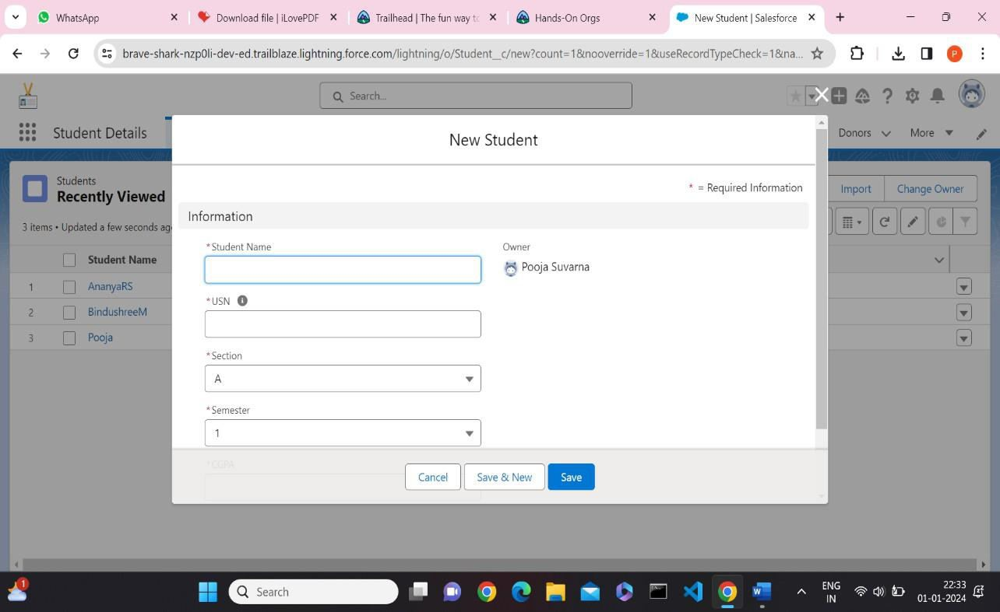 WhatsApp
Download file | iLovePDF
Trailhead | The fun way to
Hands-On Orgs
New Student | Salesforce
brave-shark-nzp0li-dev-ed.trailblaze.lightning.force.com/lightning/o/Student__c/new?count=1&nooverride=1&useRecordTypeCheck=1&na...
P
Search...
Student Details
Donors
More
New Student
Students
Recently Viewed
Import
Change Owner
* = Required Information
3 items • Updated a few seconds ag
Information
Student Name
1 AnanyaRS
2 BindushreeM
3 Pooja
*Student Name
Owner
Pooja Suvarna
*USN
*Section
A
*Semester
1
*CGPA
Cancel
Save & New
Save
1
Search
ENG
IN
22:33
01-01-2024